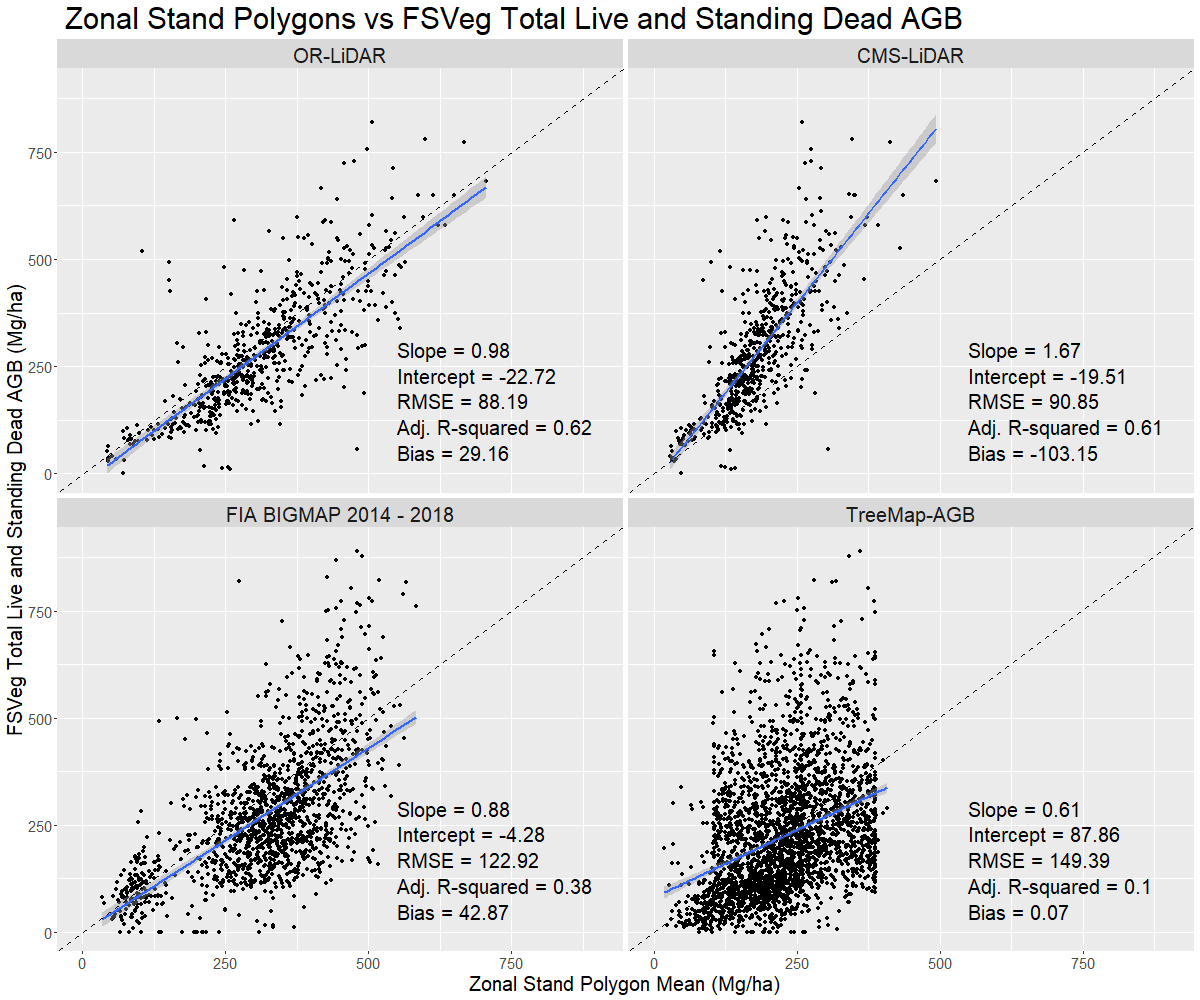 Zonal Stand Polygons vs FSVeg Total Live and Standing Dead AGB
OR-LiDAR
CMS-LiDAR
750
500
250
0
Slope = 0.98
Intercept = -22.72
RMSE = 88.19
Adj. R-squared = 0.62
Bias = 29.16
Slope = 1.67
Intercept = -19.51
RMSE = 90.85
Adj. R-squared = 0.61
Bias = -103.15
FSVeg Total Live and Standing Dead AGB (Mg/ha)
FIA BIGMAP 2014 - 2018
TreeMap-AGB
750
500
250
0
Slope = 0.88
Intercept = -4.28
RMSE = 122.92
Adj. R-squared = 0.38
Bias = 42.87
Slope = 0.61
Intercept = 87.86
RMSE = 149.39
Adj. R-squared = 0.1
Bias = 0.07
0 250 500 750
0 250 500 750
Zonal Stand Polygon Mean (Mg/ha)